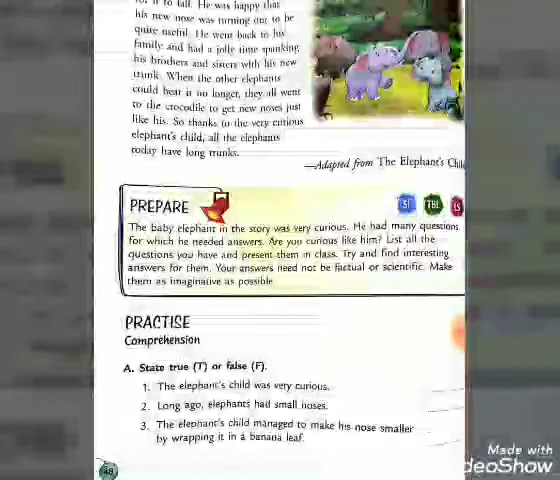 for it to fall. He was happy that
his new nose was turning out to be
quite useful. He went back to his
family and had a jolly time spanking
his brothers and sisters with his new
trunk. When the other elephants
could bear it no longer, they all went
to the crocodile to get new noses just
like his. So thanks to the very curious
elephant's child, all the elephants
today have long trunks.
—Adapted from The Elephant's Chil
PREPARE
SE TBL LS
The baby elephant in the story was very curious. He had many questions
for which he needed answers. Are you curious like him? List all the
questions you have and present them in class. Try and find interesting
answers for them. Your answers need not be factual or scientific. Make
them as imaginative as possible
PRACTISE
Comprehension
A. State true (T) or false (F).
1. The elephant's child was very curious.
2. Long ago, elephants had small noses.
3. The elephant's child managed to make his nose smaller
by wrapping it in a banana leaf.
48
Made with
deoShow